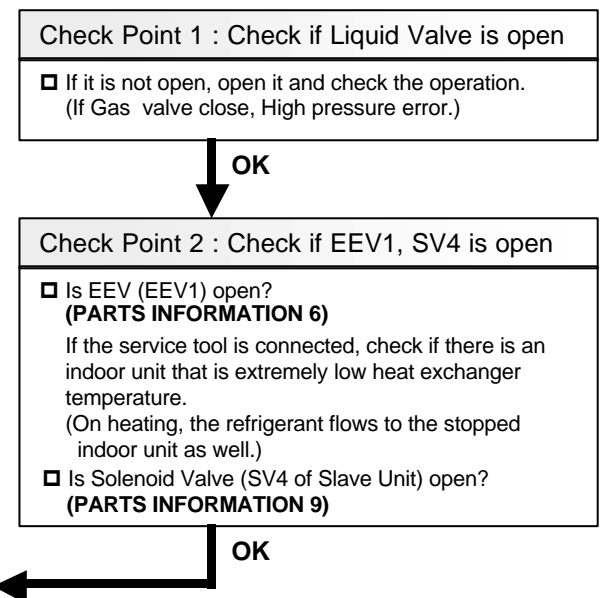 Check Point 1 : Check if Liquid Valve is open
If it is not open, open it and check the operation.
(If Gas valve close, High pressure error.)
OK
Check Point 2 : Check if EEV1, SV4 is open
Is EEV (EEV1) open?
(PARTS INFORMATION 6)
If the service tool is connected, check if there is an
indoor unit that is extremely low heat exchanger
temperature.
(On heating, the refrigerant flows to the stopped
indoor unit as well.)
Is Solenoid Valve (SV4 of Slave Unit) open?
(PARTS INFORMATION 9)
OK